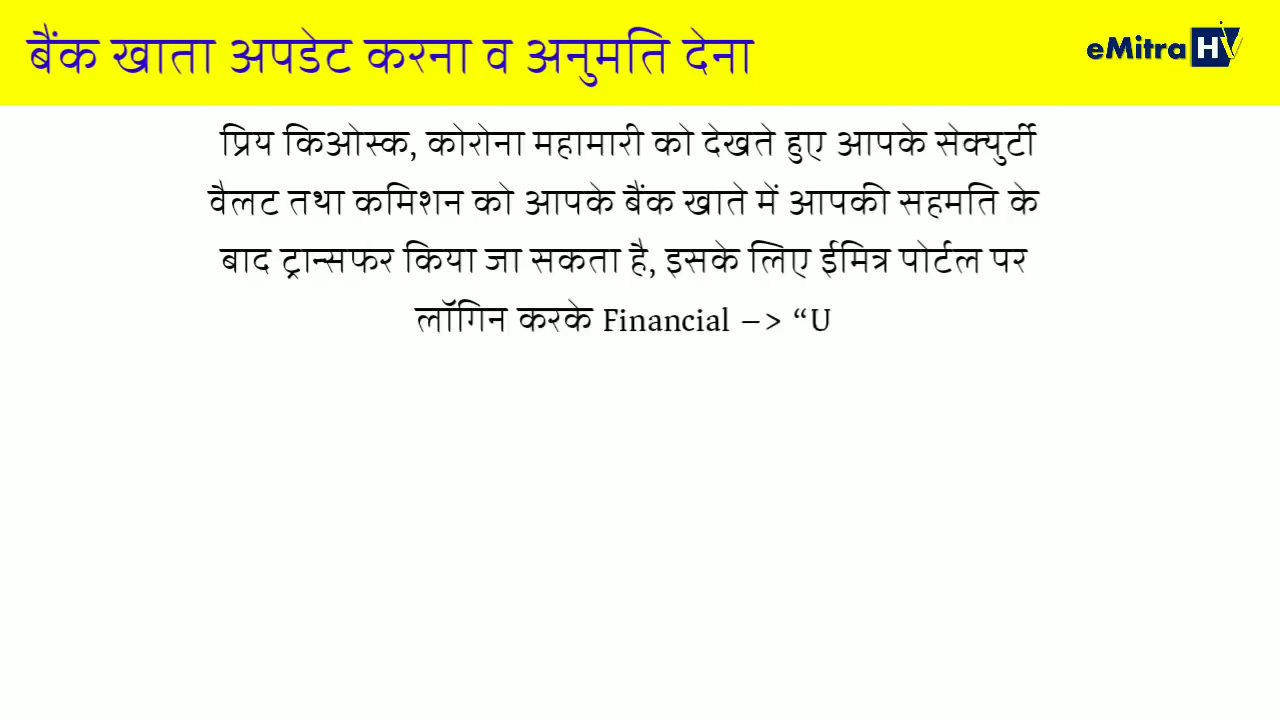 बैंक खाता अपडेट करना व अनुमति देना
eMitra HV
प्रिय किओस्क, कोरोना महामारी को देखते हुए आपके सेक्युर्टी
वैलट तथा कमिशन को आपके बैंक खाते में आपकी सहमति के
बाद ट्रान्सफर किया जा सकता है, इसके लिए ईमित्र पोर्टल पर
लॉगिन करके Financial –> “U